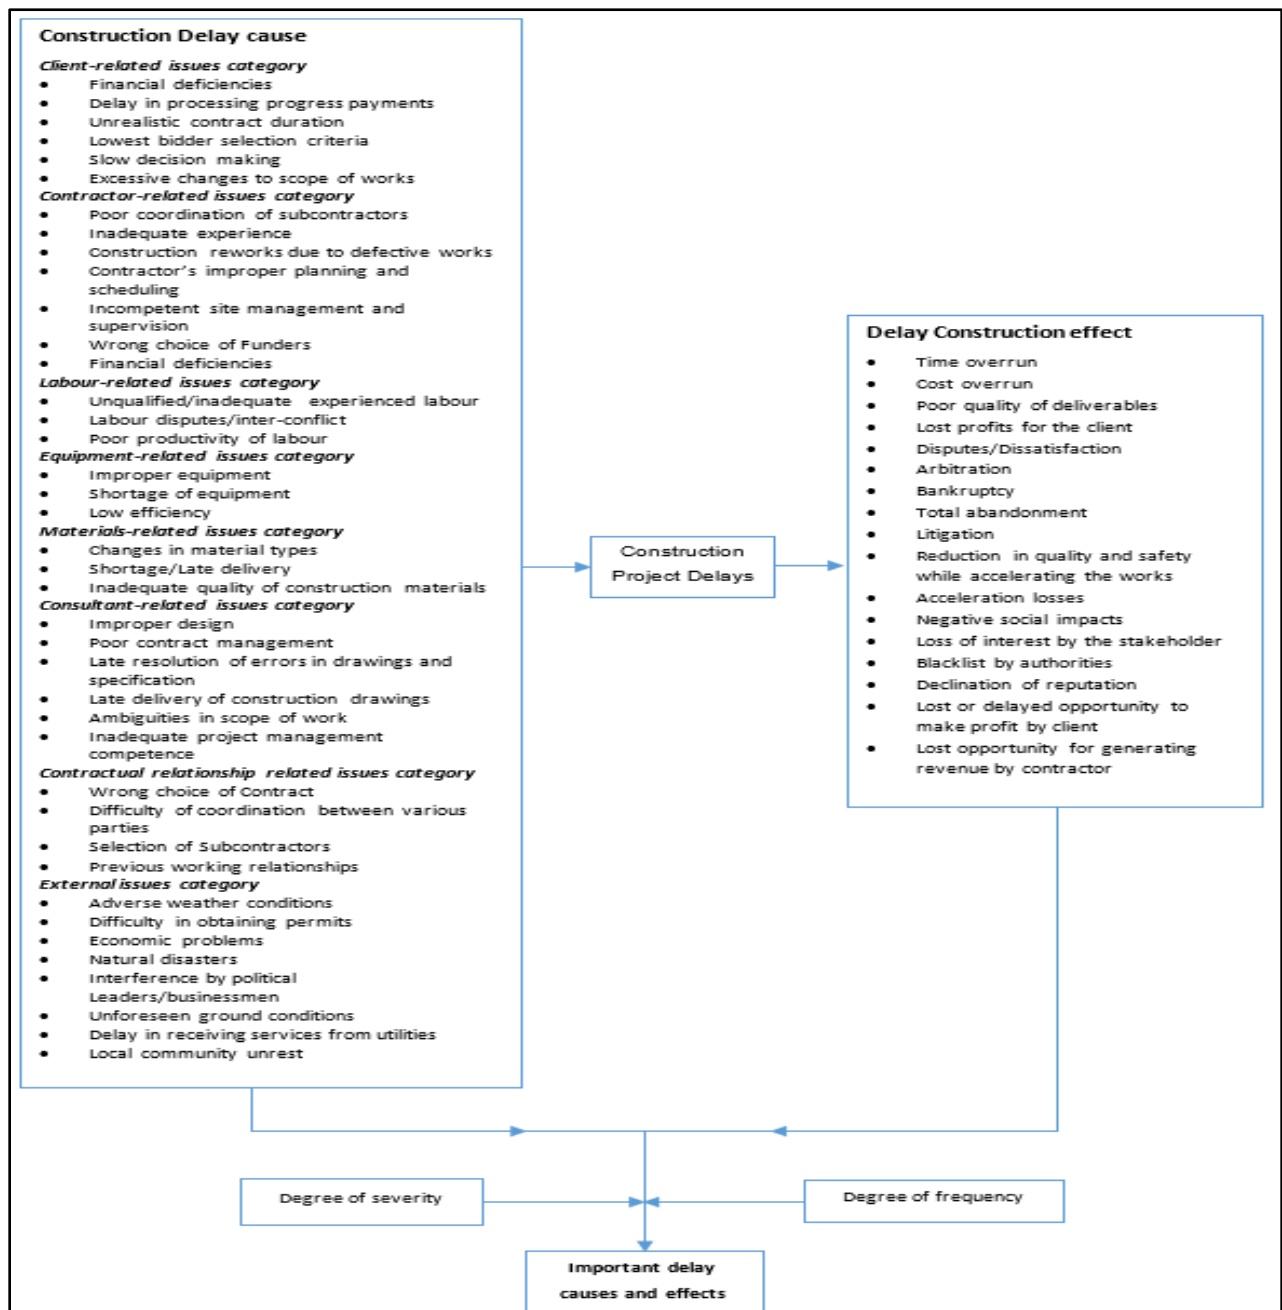 Construction Delay cause
Client-related issues category
• Financial deficiencies
• Delay in processing progress payments
• Unrealistic contract duration
• Lowest bidder selection criteria
• Slow decision making
• Excessive changes to scope of works
Contractor-related issues category
• Poor coordination of subcontractors
• Inadequate experience
• Construction reworks due to defective works
• Contractor's improper planning and
scheduling
• Incompetent site management and
supervision
• Wrong choice of Funders
• Financial deficiencies
Labour-related issues category
• Unqualified/inadequate experienced labour
• Labour disputes/inter-conflict
• Poor productivity of labour
Equipment-related issues category
• Improper equipment
• Shortage of equipment
• Low efficiency
Materials-related issues category
• Changes in material types
• Shortage/Late delivery
• Inadequate quality of construction materials
Consultant-related issues category
• Improper design
• Poor contract management
• Late resolution of errors in drawings and
specification
• Late delivery of construction drawings
• Ambiguities in scope of work
• Inadequate project management
competence
Contractual relationship related issues category
• Wrong choice of Contract
• Difficulty of coordination between various
parties
• Selection of Subcontractors
• Previous working relationships
External issues category
• Adverse weather conditions
• Difficulty in obtaining permits
• Economic problems
• Natural disasters
• Interference by political
Leaders/businessmen
• Unforeseen ground conditions
• Delay in receiving services from utilities
• Local community unrest
Construction
Project Delays
Delay Construction effect
• Time overrun
• Cost overrun
• Poor quality of deliverables
• Lost profits for the client
• Disputes/Dissatisfaction
• Arbitration
• Bankruptcy
• Total abandonment
• Litigation
• Reduction in quality and safety
while accelerating the works
• Acceleration losses
• Negative social impacts
• Loss of interest by the stakeholder
• Blacklist by authorities
• Declination of reputation
• Lost or delayed opportunity to
make profit by client
• Lost opportunity for generating
revenue by contractor
Degree of severity
Degree of frequency
Important delay
causes and effects